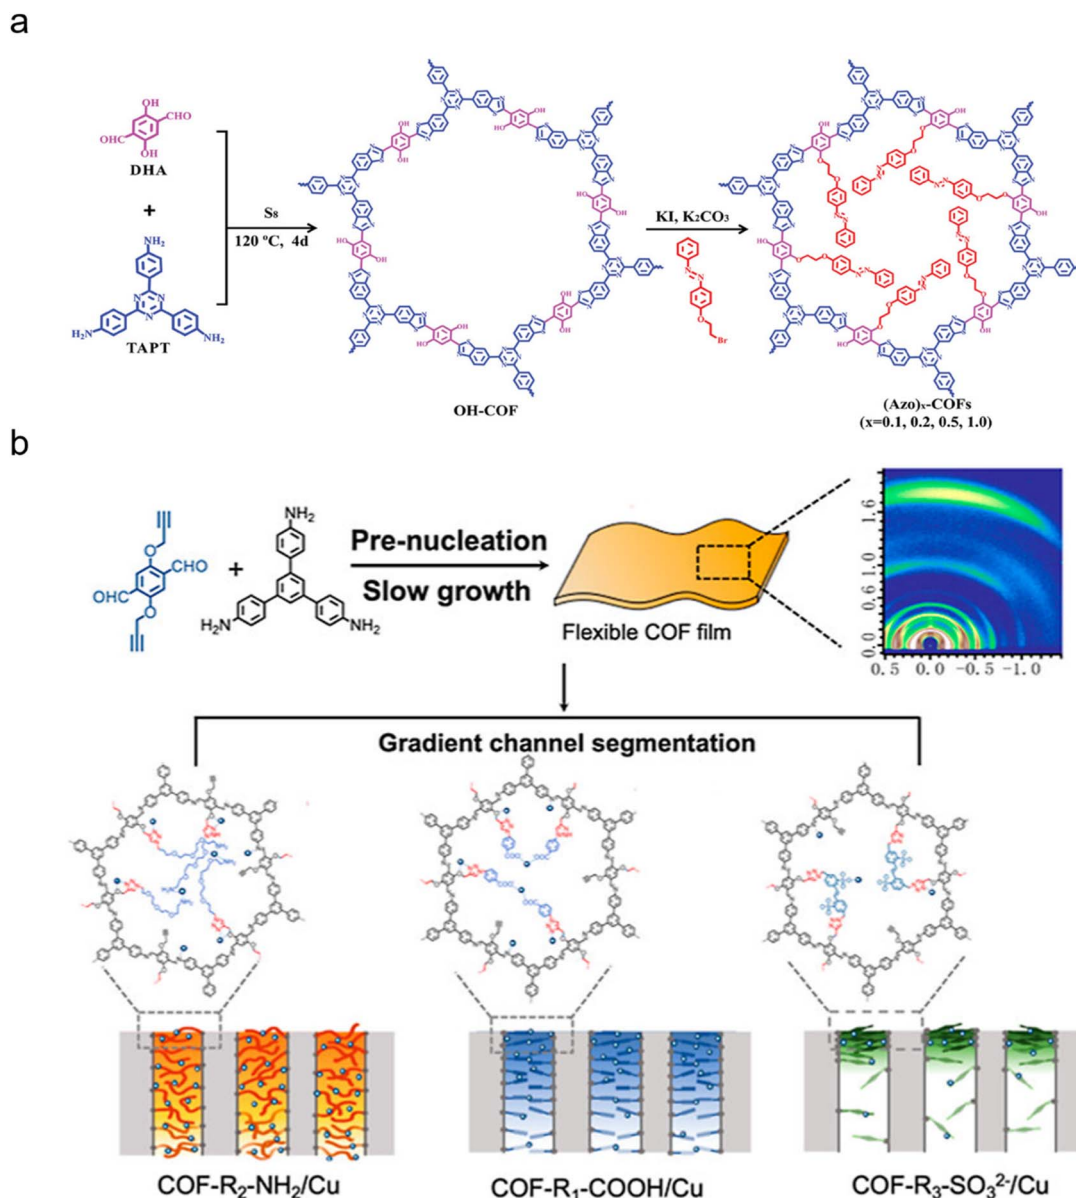 a
OH
CHO
OHC
OH
DHA
+
NH₂
H₂N
NH₂
TAPT
S₈
120 °C, 4d
OH-COF
KI, K₂CO₃
Br
(Azo)ₓ-COFs
(x=0.1, 0.2, 0.5, 1.0)
b
O
CHO
OHC
O
+
NH₂
H₂N
NH₂
Pre-nucleation
Slow growth
Flexible COF film
1.6
1.0
0.6
0.0
0.5 0.0 -0.5 -1.0
Gradient channel segmentation
COF-R₂-NH₂/Cu
COF-R₁-COOH/Cu
COF-R₃-SO₃²⁻/Cu